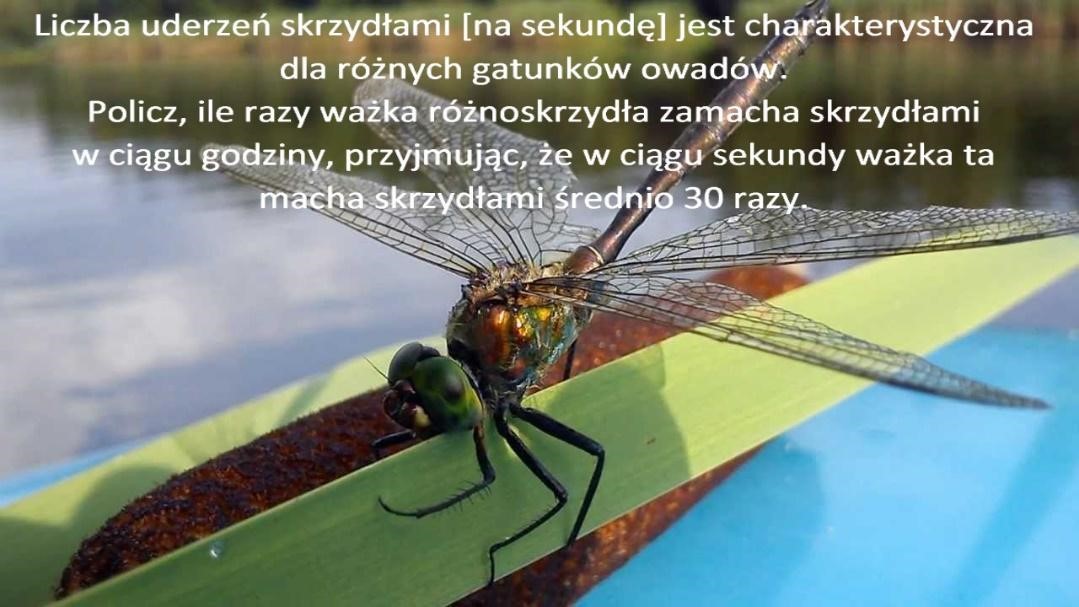 Liczba uderzeń skrzydłami [na sekundę] jest charakterystyczna
dla różnych gatunków owadów.
Policz, ile razy ważka różnoskrzydła zamacha skrzydłami
w ciągu godziny, przyjmując, że w ciągu sekundy ważka ta
macha skrzydłami średnio 30 razy.